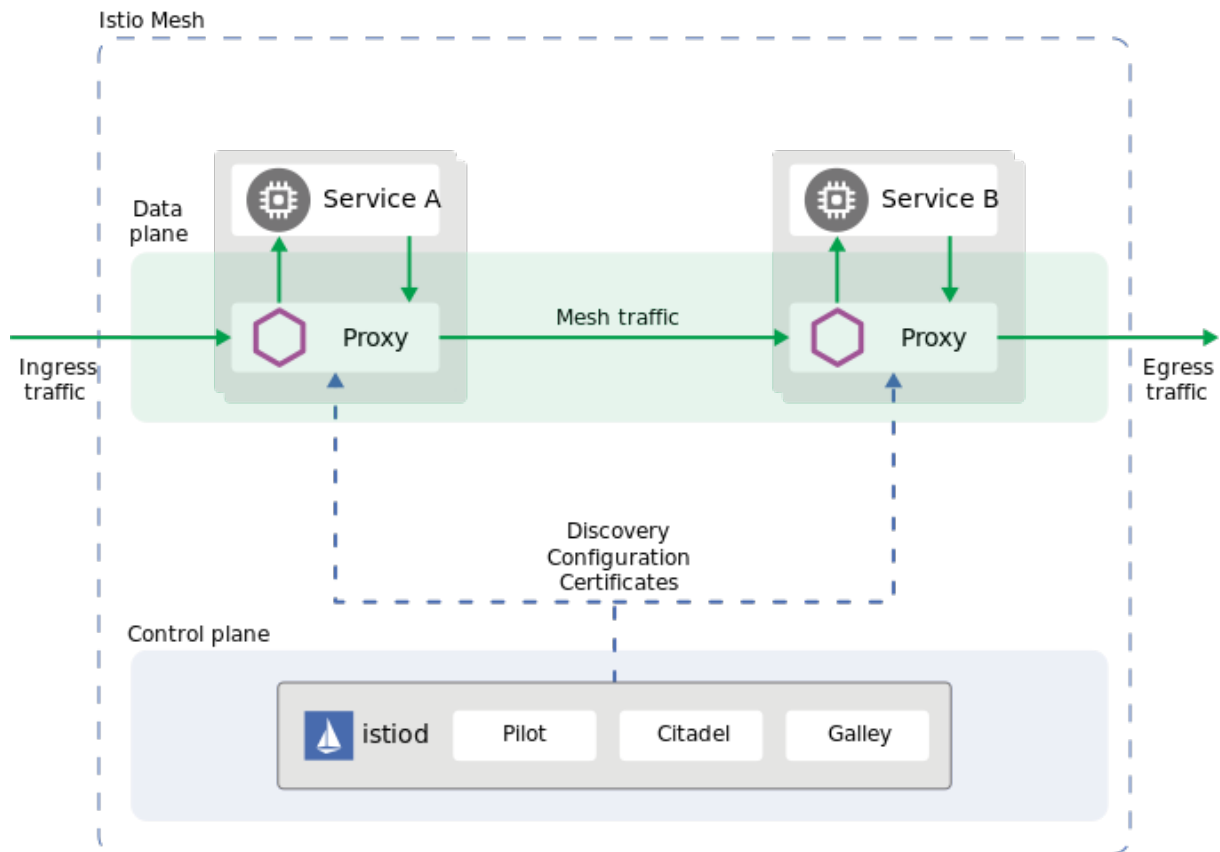 Istio Mesh
Data
plane
Service A
Service B
Proxy
Mesh traffic
Proxy
Ingress
traffic
Egress
traffic
Discovery
Configuration
Certificates
Control plane
istiod
Pilot
Citadel
Galley